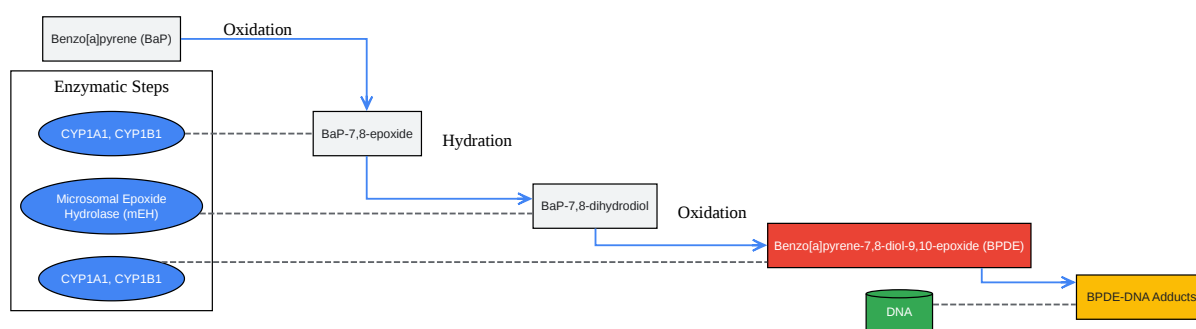 Benzo[a]pyrene (BaP)
Oxidation
Enzymatic Steps
CYP1A1, CYP1B1
BaP-7,8-epoxide
Hydration
Microsomal Epoxide
Hydrolase (mEH)
BaP-7,8-dihydrodiol
Oxidation
Benzo[a]pyrene-7,8-diol-9,10-epoxide (BPDE)
CYP1A1, CYP1B1
BPDE-DNA Adducts
DNA